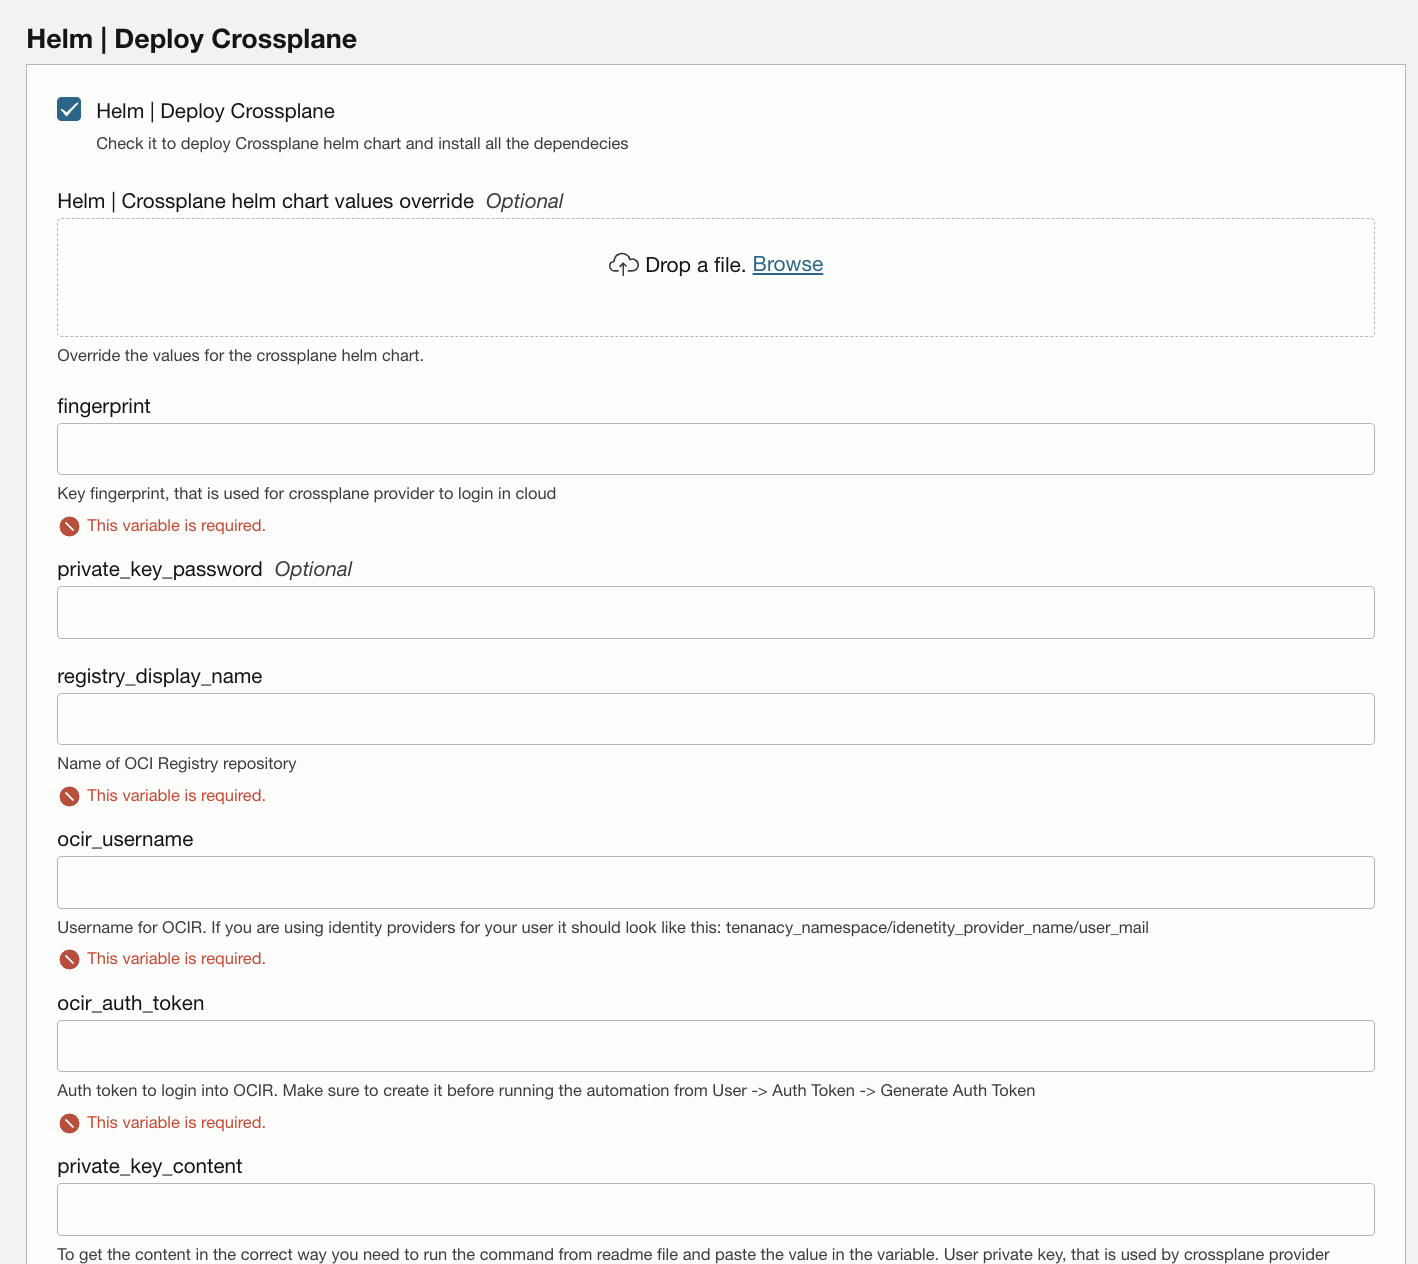 Helm | Deploy Crossplane
Helm | Deploy Crossplane
Check it to deploy Crossplane helm chart and install all the dependecies
Helm | Crossplane helm chart values override Optional
Drop a file. Browse
Override the values for the crossplane helm chart.
fingerprint
Key fingerprint, that is used for crossplane provider to login in cloud
This variable is required.
private_key_password Optional
registry_display_name
Name of OCI Registry repository
This variable is required.
ocir_username
Username for OCIR. If you are using identity providers for your user it should look like this: tenanacy_namespace/idenetity_provider_name/user_mail
This variable is required.
ocir_auth_token
Auth token to login into OCIR. Make sure to create it before running the automation from User -> Auth Token -> Generate Auth Token
This variable is required.
private_key_content
To get the content in the correct way you need to run the command from readme file and paste the value in the variable. User private key, that is used by crossplane provider